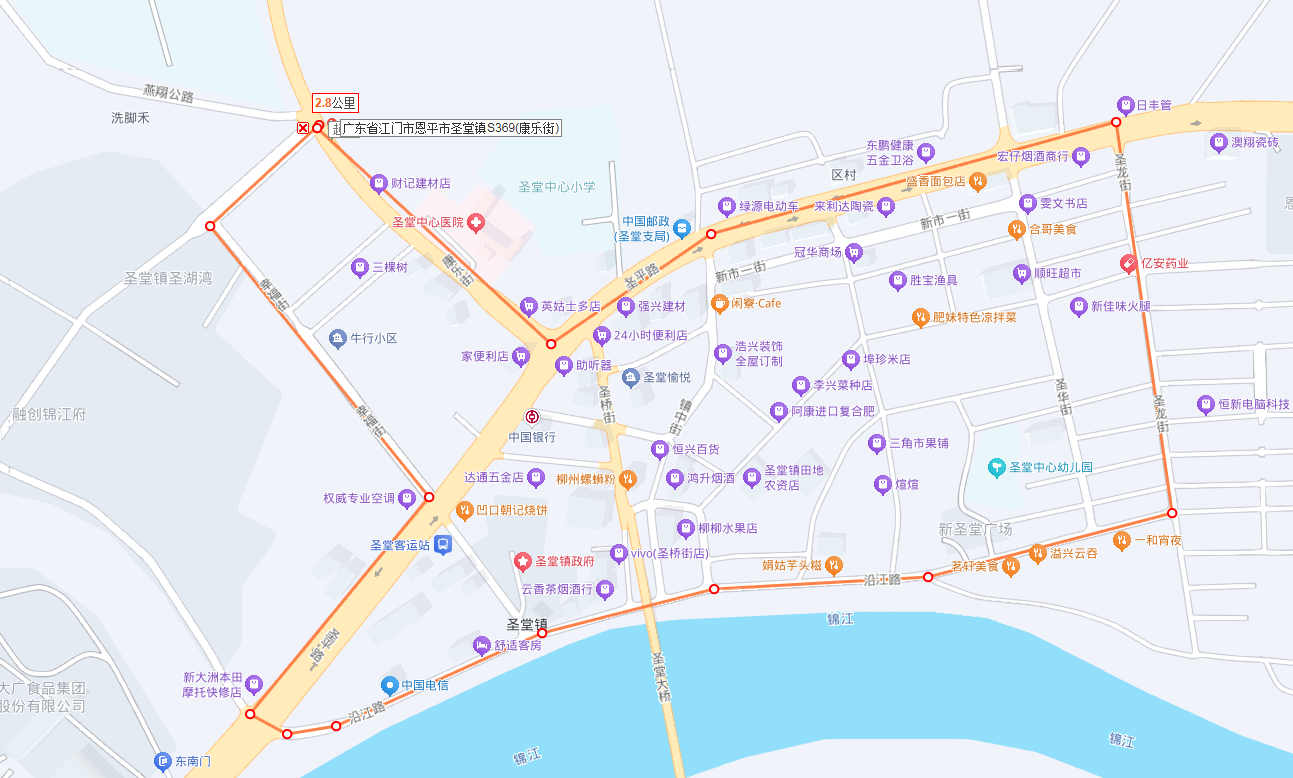 燕翔公路
2.8公里
洗脚禾
广东省江门市恩平市圣堂镇S369(康乐街)
日丰管
澳翔瓷砖
东鹏健康
五金卫浴
宏仔烟酒商行
圣龙街
区村
盛香面包店
财记建材店
圣堂中心小学
绿源电动车
来利达陶瓷
雯文书店
圣堂中心医院
中国邮政
(圣堂支局)
新市一街
合哥美食
冠华商场
康乐街
三棵树
圣堂镇圣湖湾
圣平路
新市一街
顺旺超市
亿安药业
胜宝渔具
幸福街
英姑士多店
强兴建材
闲寮·Cafe
新佳味火腿
肥妹特色凉拌菜
牛行小区
24小时便利店
家便利店
助听器
浩兴装饰
全屋订制
埠珍米店
圣堂愉悦
李兴菜种店
圣桥街
镇中街
圣华街
圣龙街
恒新电脑科技
融创锦江府
幸福街
阿康进口复合肥
中国银行
恒兴百货
三角市果铺
圣堂中心幼儿园
达通五金店
柳州螺蛳粉
鸿升烟酒
圣堂镇田地
农资店
煊煊
权威专业空调
凹口朝记烧饼
柳柳水果店
新圣堂广场
圣堂客运站
vivo(圣桥街店)
一和宵夜
溢兴云吞
圣堂镇政府
娟姑芋头糍
茗轩美食
沿江路
云香茶烟酒行
圣堂镇
锦江
舒适客房
圣平路
圣堂大桥
新大洲本田
摩托快修店
中国电信
大广食品集团
股份有限公司
沿江路
锦江
锦江
东南门